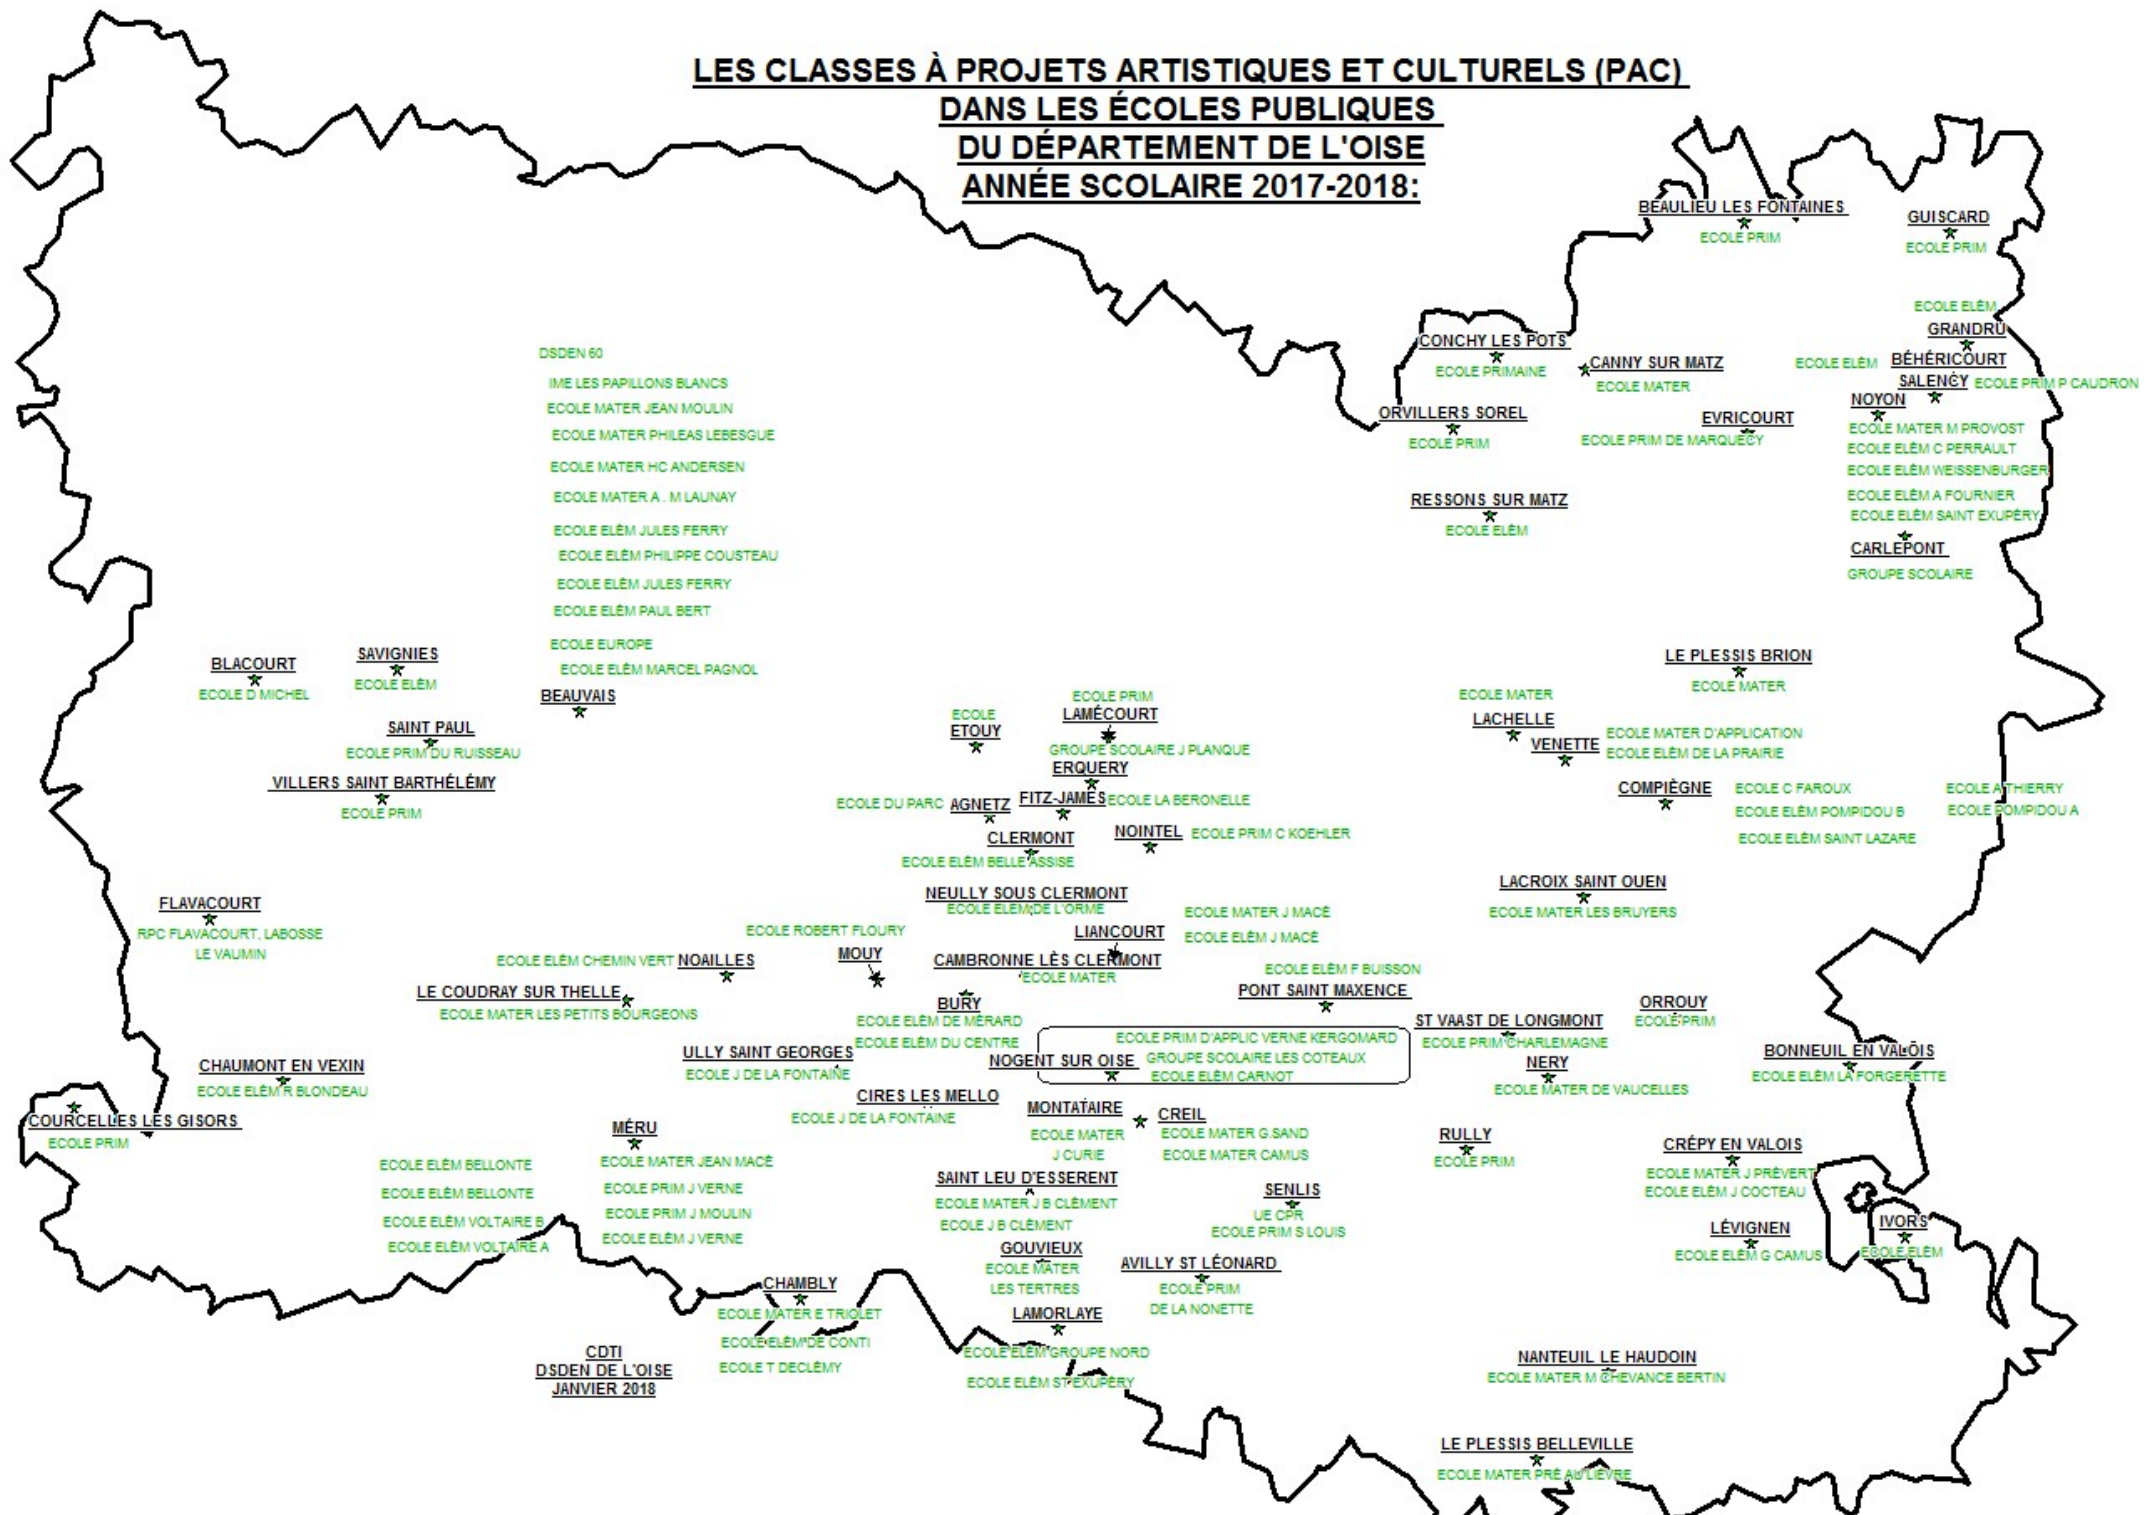 LES CLASSES À PROJETS ARTISTIQUES ET CULTURELS (PAC)
DANS LES ÉCOLES PUBLIQUES
DU DÉPARTEMENT DE L'OISE
ANNÉE SCOLAIRE 2017-2018:
BEAULIEU LES FONTAINES
ECOLE PRIM
GUISCARD
ECOLE PRIM
ECOLE ELÉM
GRANDRÛ
CONCHY LES POTS
ECOLE PRIMAINE
CANNY SUR MATZ
ECOLE MATER
ECOLE ELÉM
BÉHÉRICOURT
SALENCY
ECOLE PRIM P CAUDRON
NOYON
ECOLE MATER M PROVOST
ECOLE ELÉM C PERRAULT
ECOLE ELÉM WEISSENBURGER
ECOLE ELÉM A FOURNIER
ECOLE ELÉM SAINT EXUPÉRY
ORVILLERS SOREL
ECOLE PRIM
EVRICOURT
ECOLE PRIM DE MARQUECY
RESSONS SUR MATZ
ECOLE ELÉM
CARLEPONT
GROUPE SCOLAIRE
DSDEN 60
IME LES PAPILLONS BLANCS
ECOLE MATER JEAN MOULIN
ECOLE MATER PHILEAS LEBESGUE
ECOLE MATER HC ANDERSEN
ECOLE MATER A . M LAUNAY
ECOLE ELÉM JULES FERRY
ECOLE ELÉM PHILIPPE COUSTEAU
ECOLE ELÉM JULES FERRY
ECOLE ELÉM PAUL BERT
ECOLE EUROPE
ECOLE ELÉM MARCEL PAGNOL
BEAUVAIS
BLACOURT
ECOLE D MICHEL
SAVIGNIES
ECOLE ELÉM
SAINT PAUL
ECOLE PRIM DU RUISSEAU
VILLERS SAINT BARTHÉLÉMY
ECOLE PRIM
LE PLESSIS BRION
ECOLE MATER
ECOLE MATER
LACHELLE
VENETTE
ECOLE MATER D'APPLICATION
ECOLE ELÉM DE LA PRAIRIE
COMPIÈGNE
ECOLE C FAROUX
ECOLE A THIERRY
ECOLE ELÉM POMPIDOU B
ECOLE POMPIDOU A
ECOLE ELÉM SAINT LAZARE
ECOLE
ETOUY
ECOLE PRIM
LAMÉCOURT
GROUPE SCOLAIRE J PLANQUE
ERQUERY
ECOLE DU PARC
AGNETZ
FITZ-JAMES
ECOLE LA BERONELLE
CLERMONT
ECOLE ELÉM BELLE ASSISE
NOINTEL
ECOLE PRIM C KOEHLER
NEUILLY SOUS CLERMONT
ECOLE ELEM DE L'ORME
LACROIX SAINT OUEN
ECOLE MATER LES BRUYERS
FLAVACOURT
RPC FLAVACOURT, LABOSSE
LE VAUMIN
ECOLE MATER J MACÉ
ECOLE ELÉM J MACÉ
LIANCOURT
ECOLE ROBERT FLOURY
MOUY
ECOLE ELÉM CHEMIN VERT
NOAILLES
CAMBRONNE LÈS CLERMONT
ECOLE MATER
LE COUDRAY SUR THELLE
ECOLE MATER LES PETITS BOURGEONS
BURY
ECOLE ELÉM DE MÉRARD
ECOLE ELÉM DU CENTRE
ECOLE ELÉM F BUISSON
PONT SAINT MAXENCE
ST VAAST DE LONGMONT
ECOLE PRIM CHARLEMAGNE
ORROUY
ECOLE PRIM
BONNEUIL EN VALOIS
ECOLE ELÉM LA FORGERETTE
NERY
ECOLE MATER DE VAUCELLES
ECOLE PRIM D'APPLIC VERNE KERGOMARD
NOGENT SUR OISE
GROUPE SCOLAIRE LES COTEAUX
ECOLE ELÉM CARNOT
ULLY SAINT GEORGES
ECOLE J DE LA FONTAINE
CHAUMONT EN VEXIN
ECOLE ELÉM R BLONDEAU
COURCELLES LES GISORS
ECOLE PRIM
CIRES LES MELLO
ECOLE J DE LA FONTAINE
MONTATAIRE
ECOLE MATER
J CURIE
CREIL
ECOLE MATER G.SAND
ECOLE MATER CAMUS
RULLY
ECOLE PRIM
CRÉPY EN VALOIS
ECOLE MATER J PRÉVERT
ECOLE ELÉM J COCTEAU
MÉRU
ECOLE MATER JEAN MACÉ
ECOLE PRIM J VERNE
ECOLE PRIM J MOULIN
ECOLE ELÉM J VERNE
ECOLE ELÉM BELLONTE
ECOLE ELÉM BELLONTE
ECOLE ELÉM VOLTAIRE B
ECOLE ELÉM VOLTAIRE A
SAINT LEU D'ESSERENT
ECOLE MATER J B CLÉMENT
ECOLE J B CLÉMENT
SENLIS
UE CPR
ECOLE PRIM S LOUIS
LÉVIGNEN
ECOLE ELÉM G CAMUS
IVORS
ECOLE ELÉM
GOUVIEUX
ECOLE MATER
LES TERTRES
AVILLY ST LÉONARD
ECOLE PRIM
DE LA NONETTE
CHAMBLY
ECOLE MATER E TRIOLET
ECOLE ELÉM DE CONTI
ECOLE T DECLÉMY
LAMORLAYE
ECOLE ELÉM GROUPE NORD
ECOLE ELÉM ST EXUPÉRY
CDTI
DSDEN DE L'OISE
JANVIER 2018
NANTEUIL LE HAUDOIN
ECOLE MATER M CHEVANCE BERTIN
LE PLESSIS BELLEVILLE
ECOLE MATER PRÉ AU LIÈVRE